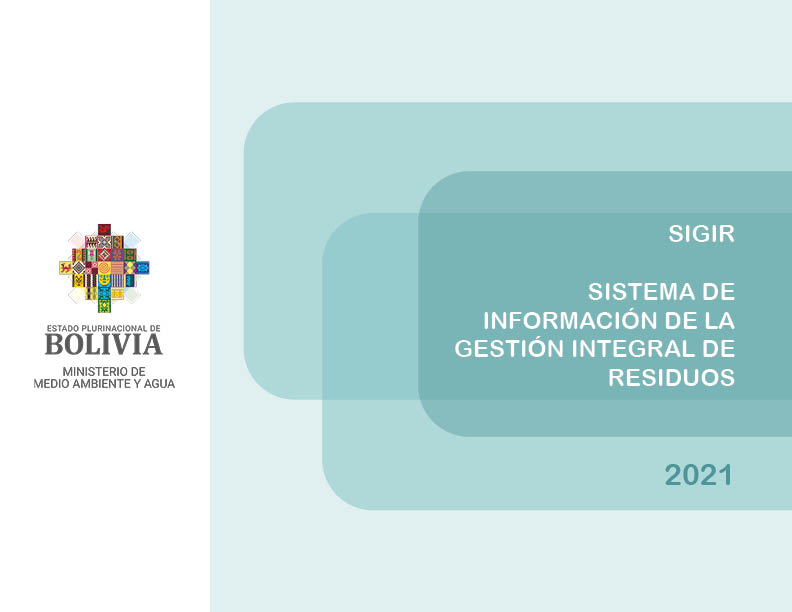 ESTADO PLURINACIONAL DE
BOLIVIA
MINISTERIO DE
MEDIO AMBIENTE Y AGUA
SIGIR
SISTEMA DE
INFORMACIÓN DE LA
GESTIÓN INTEGRAL DE
RESIDUOS
2021